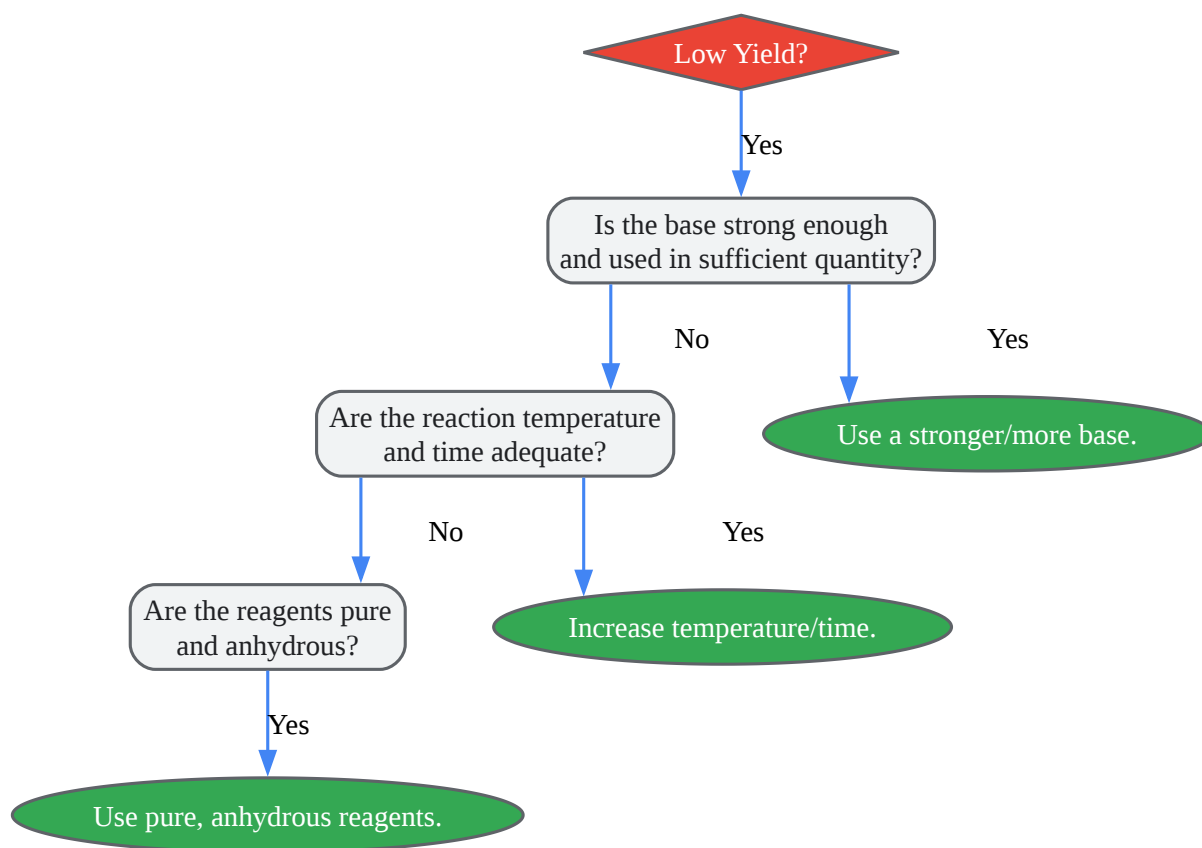 Low Yield?
Yes
Is the base strong enough
and used in sufficient quantity?
No
Yes
Are the reaction temperature
and time adequate?
Use a stronger/more base.
No
Yes
Are the reagents pure
and anhydrous?
Increase temperature/time.
Yes
Use pure, anhydrous reagents.